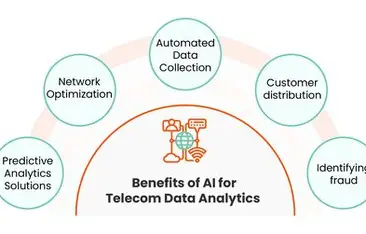 Automated
Data
Collection
Network
Optimization
Customer
distribution
Predictive
Analytics
Solutions
Identifying
fraud
Benefits of AI for
Telecom Data Analytics